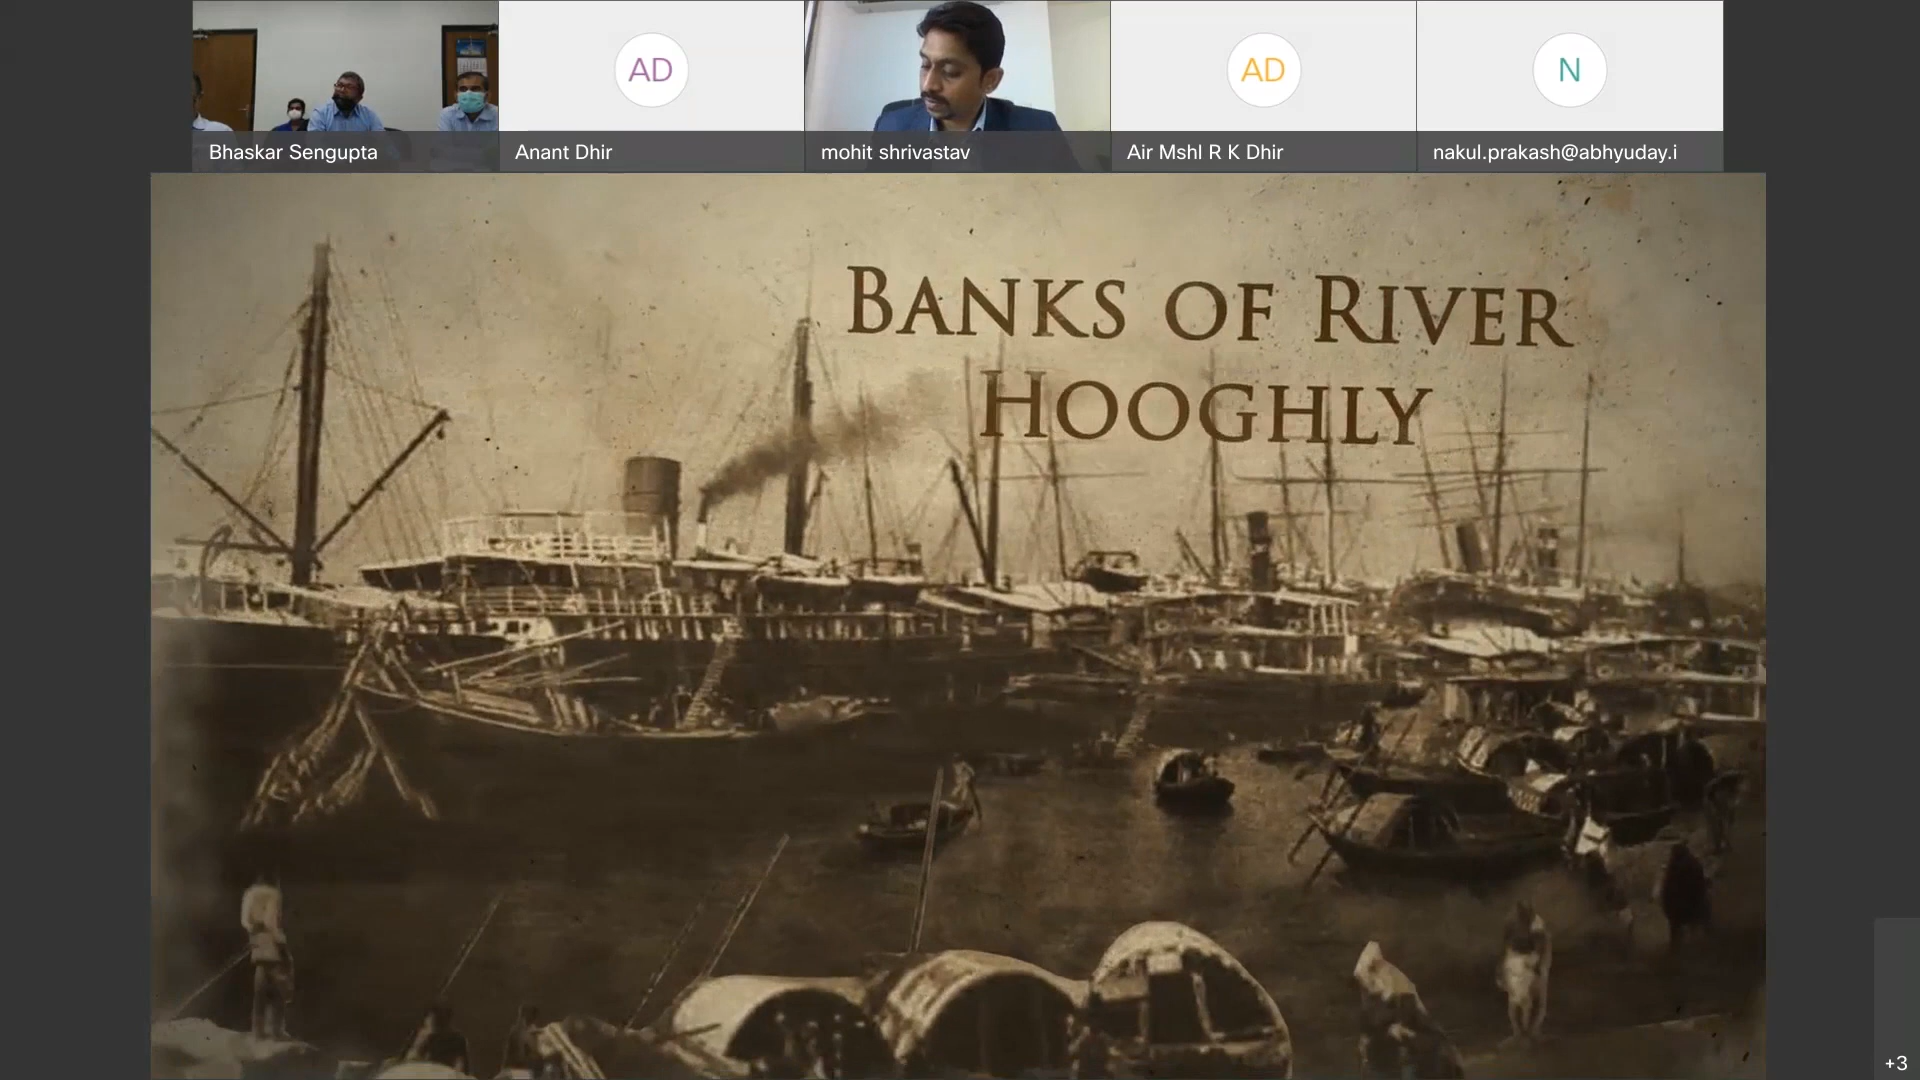 AD
AD
N
Bhaskar Sengupta
Anant Dhir
mohit shrivastav
Air Mshl R K Dhir
nakul.prakash@abhyuday.i
BANKS OF RIVER
HOOGHLY
+3